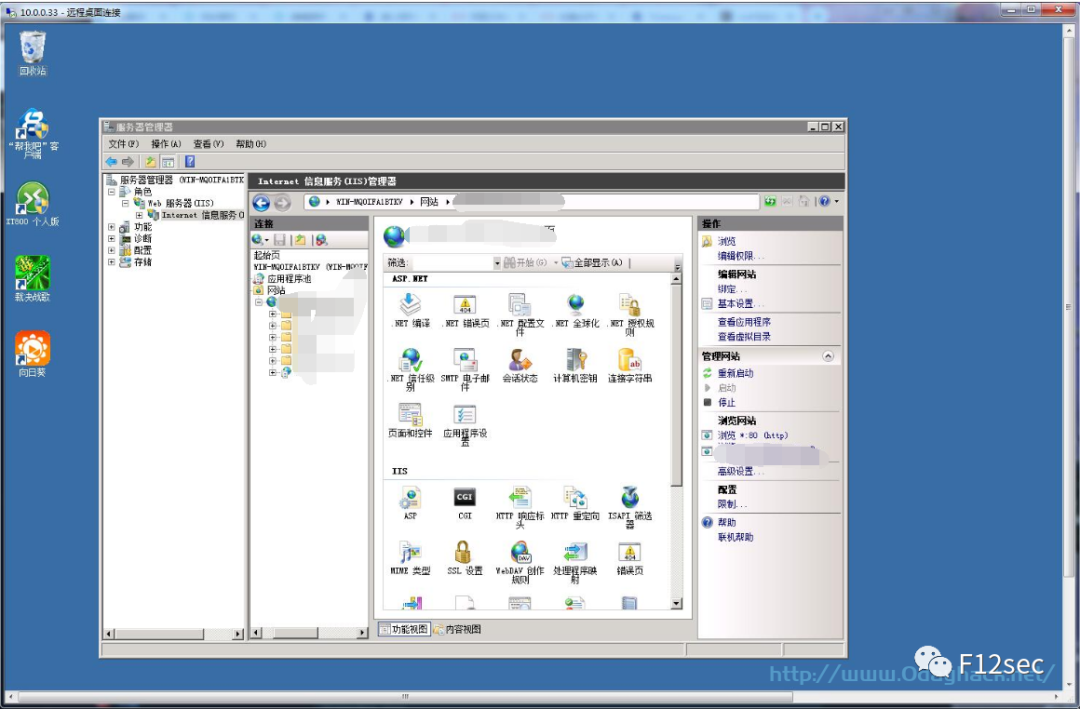 10.0.0.33 - 远程桌面连接
回收站
“帮我吧”客户端
IT800 个人版
裁决战歌
向日葵
服务器管理器
文件(F) 操作(A) 查看(V) 帮助(H)
服务器管理器 (WIN-MQOIFA1BTK
角色
Web 服务器(IIS)
Internet 信息服务(
功能
诊断
配置
存储
Internet 信息服务(IIS)管理器
WIN-MQOIFA1BTKV 网站
连接
起始页
WIN-MQOIFA1BTKV (WIN-MQOIF
应用程序池
网站
页
筛选: 开始(G) 全部显示(A)
ASP.NET
.NET 编译
.NET 错误页
.NET 配置文件
.NET 全球化
.NET 授权规则
.NET 信任级别
SMTP 电子邮件
会话状态
计算机密钥
连接字符串
页面和控件
应用程序设置
IIS
ASP
CGI
HTTP 响应标头
HTTP 重定向
ISAPI 筛选器
MIME 类型
SSL 设置
WebDAV 创作规则
处理程序映射
错误页
功能视图 内容视图
操作
浏览
编辑权限...
编辑网站
绑定...
基本设置...
查看应用程序
查看虚拟目录
管理网站
重新启动
启动
停止
浏览网站
浏览 *:80 (http)
高级设置...
配置
限制...
帮助
联机帮助
F12sec